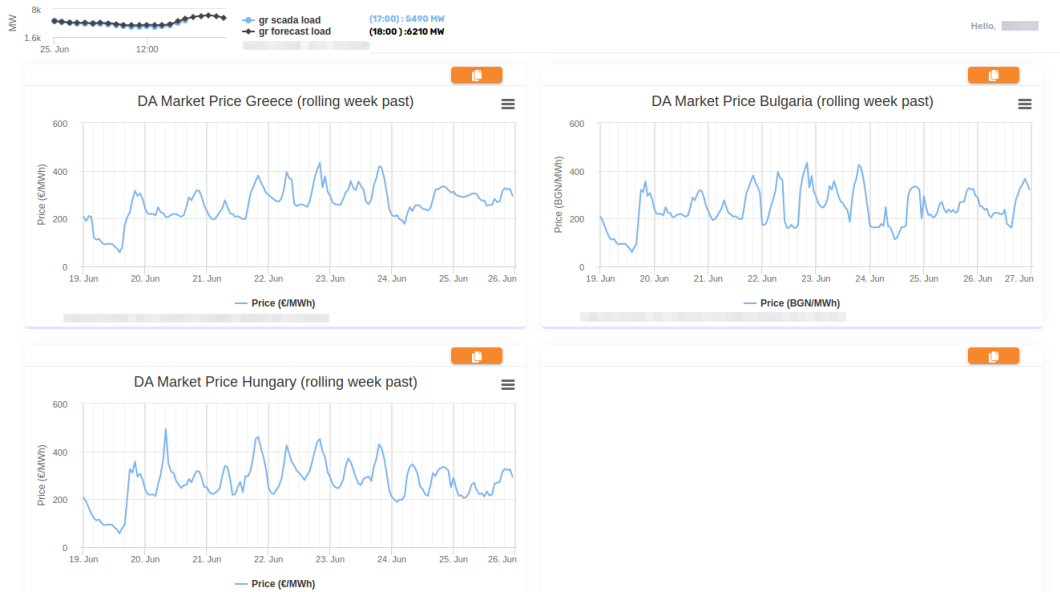 8k
MW
1.6k
25. Jun 12:00
gr scada load (17:00) : 5490 MW
gr forecast load (18:00 ) :6210 MW
Hello,
DA Market Price Greece (rolling week past)
600
400
200
0
Price (€/MWh)
19. Jun 20. Jun 21. Jun 22. Jun 23. Jun 24. Jun 25. Jun 26. Jun
Price (€/MWh)
DA Market Price Bulgaria (rolling week past)
600
400
200
0
Price (BGN/MWh)
19. Jun 20. Jun 21. Jun 22. Jun 23. Jun 24. Jun 25. Jun 26. Jun 27. Jun
Price (BGN/MWh)
DA Market Price Hungary (rolling week past)
600
400
200
0
Price (€/MWh)
19. Jun 20. Jun 21. Jun 22. Jun 23. Jun 24. Jun 25. Jun 26. Jun
Price (€/MWh)